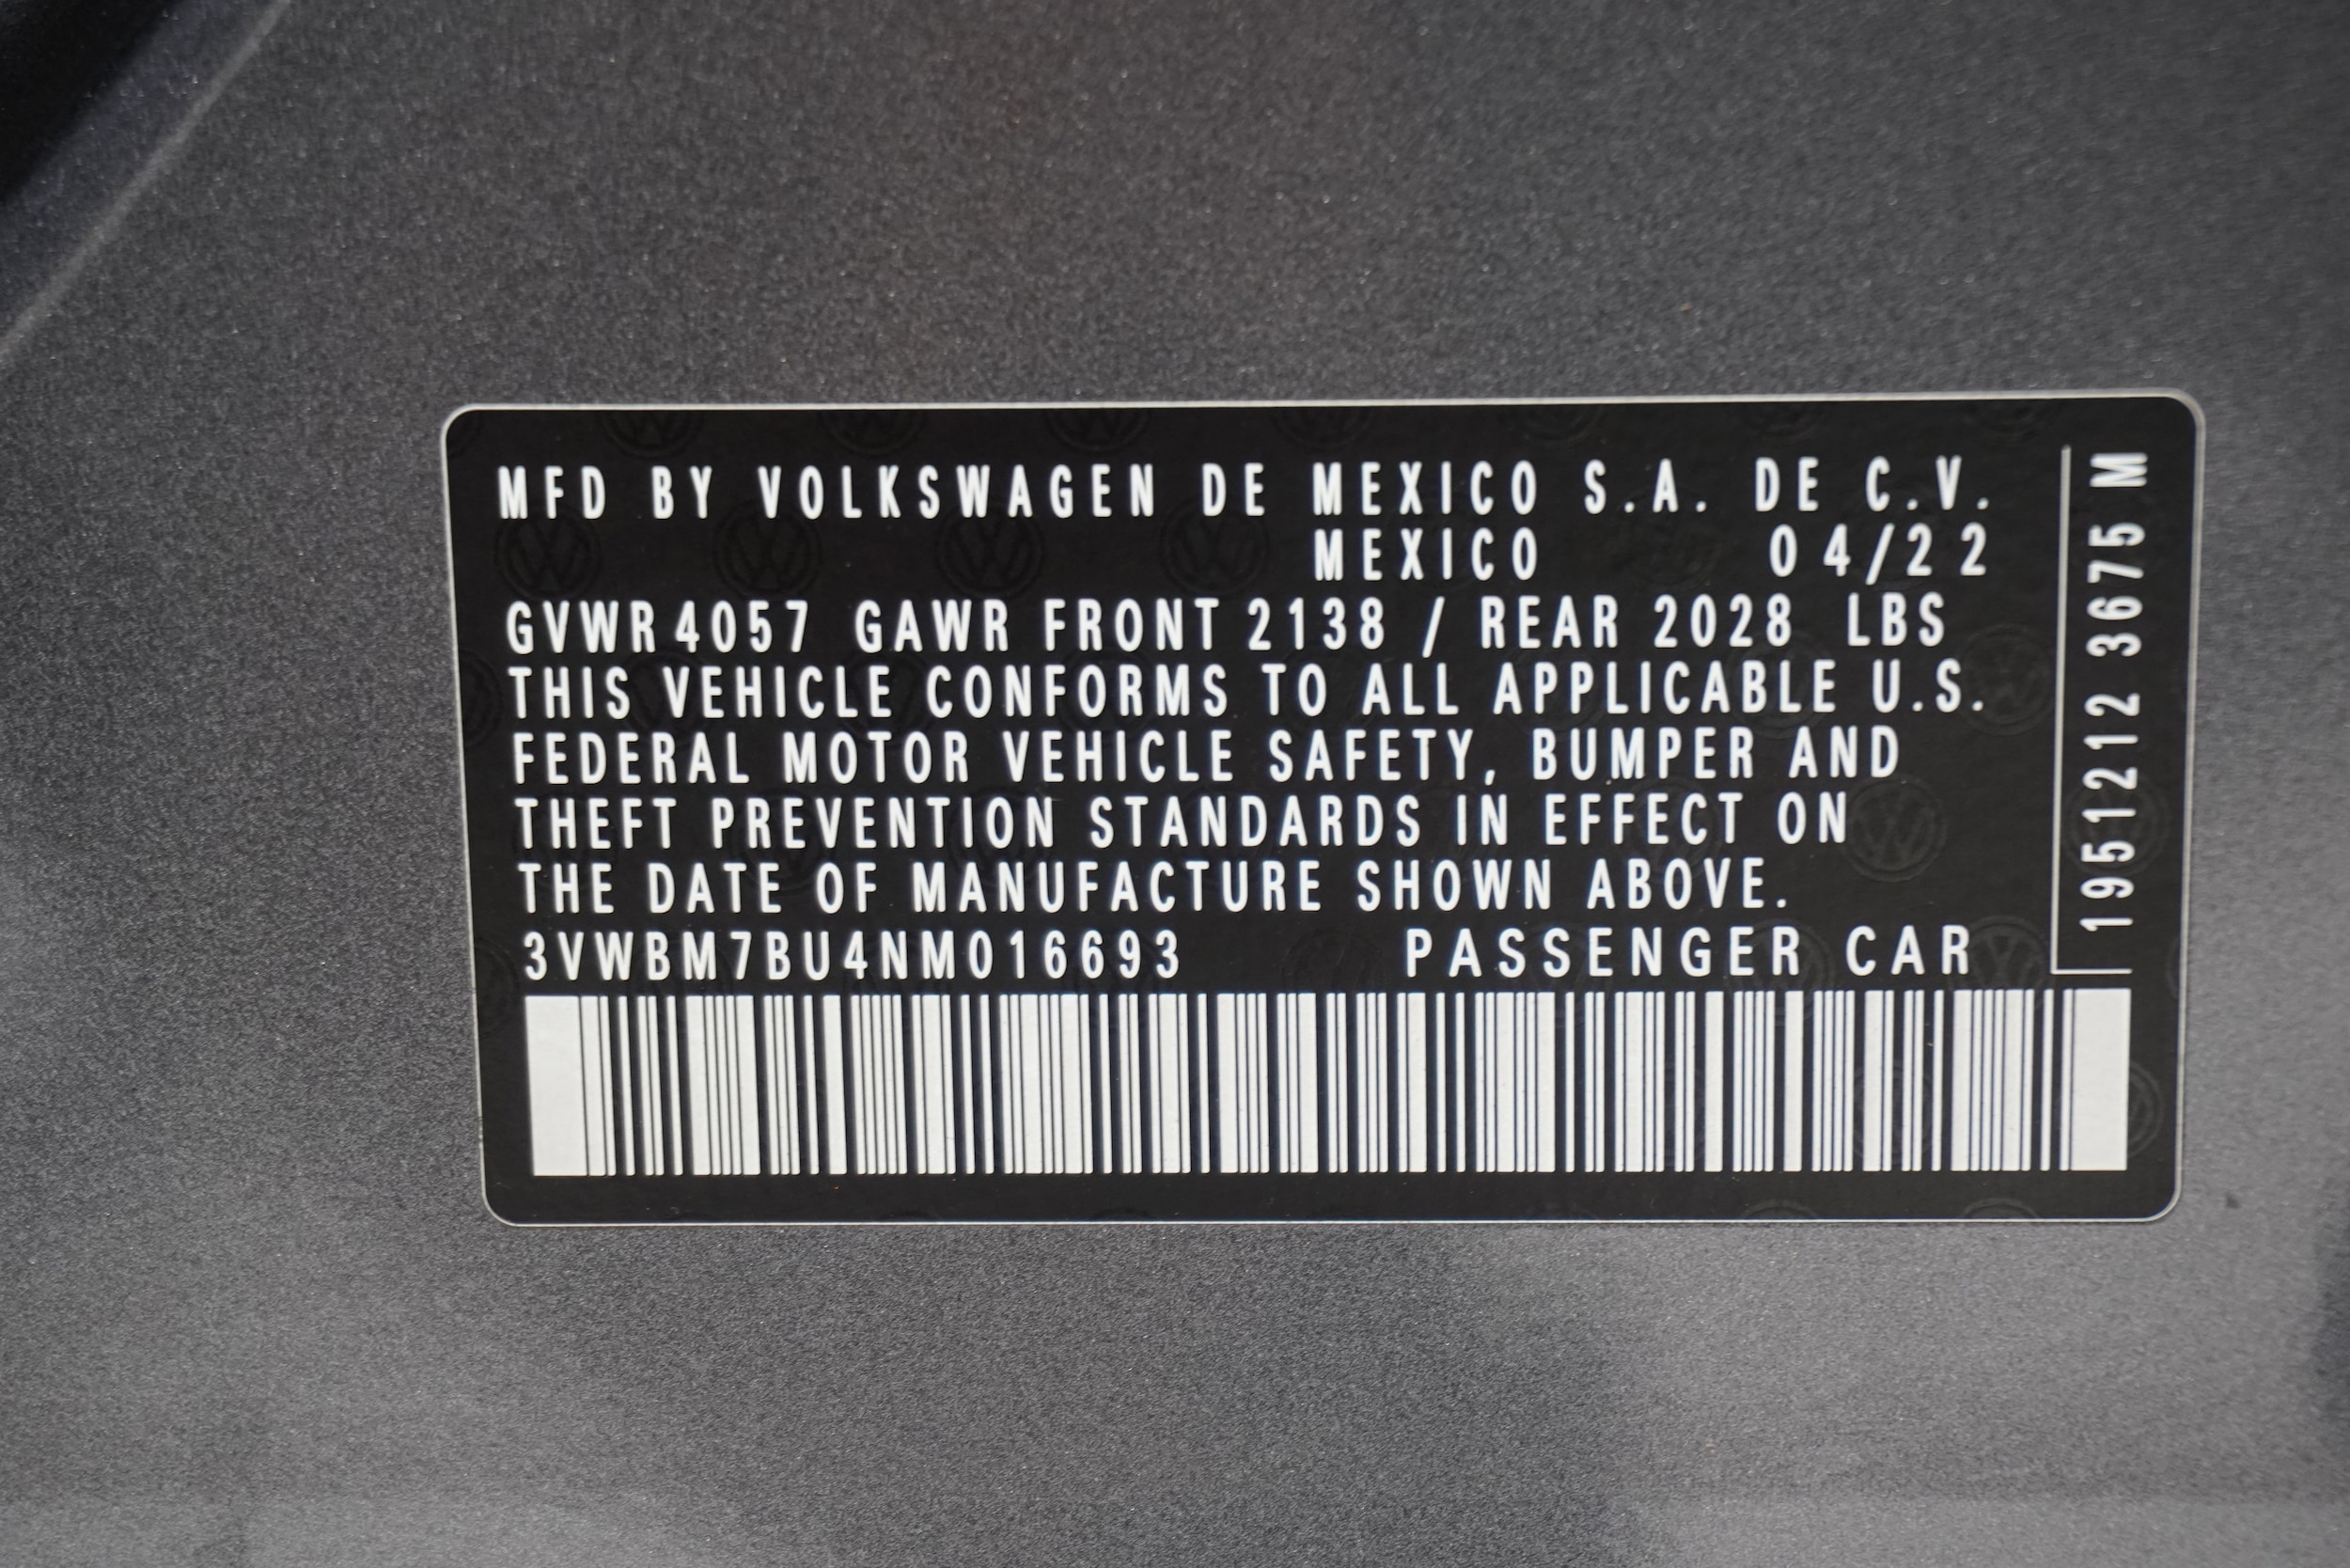 MFD BY VOLKSWAGEN DE MEXICO S.A. DE C.V.
MEXICO 04/22
GVWR 4057 GAWR FRONT 2138 / REAR 2028 LBS
THIS VEHICLE CONFORMS TO ALL APPLICABLE U.S.
FEDERAL MOTOR VEHICLE SAFETY, BUMPER AND
THEFT PREVENTION STANDARDS IN EFFECT ON
THE DATE OF MANUFACTURE SHOWN ABOVE.
3VWBM7BU4NM016693 PASSENGER CAR
1951212 3675 M